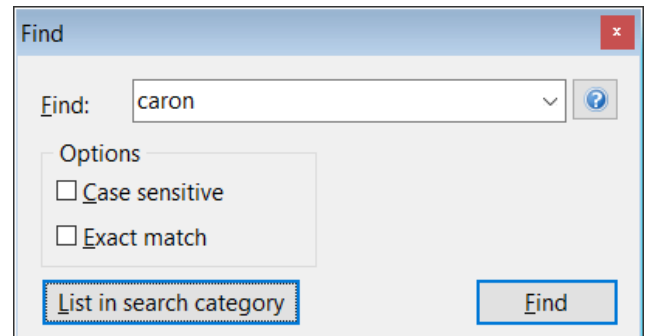 Find
Find: caron
Options
Case sensitive
Exact match
List in search category Find